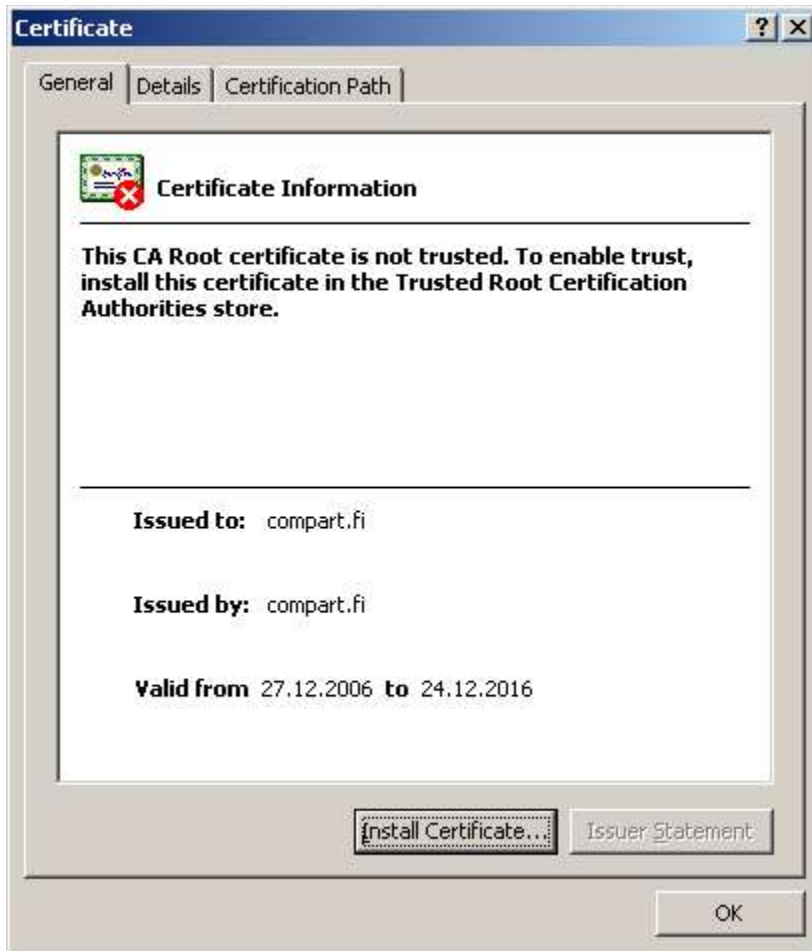 Certificate
General
Details
Certification Path
Certificate Information
This CA Root certificate is not trusted. To enable trust,
install this certificate in the Trusted Root Certification
Authorities store.
Issued to: compart.fi
Issued by: compart.fi
Valid from 27.12.2006 to 24.12.2016
Install Certificate...
Issuer Statement
OK